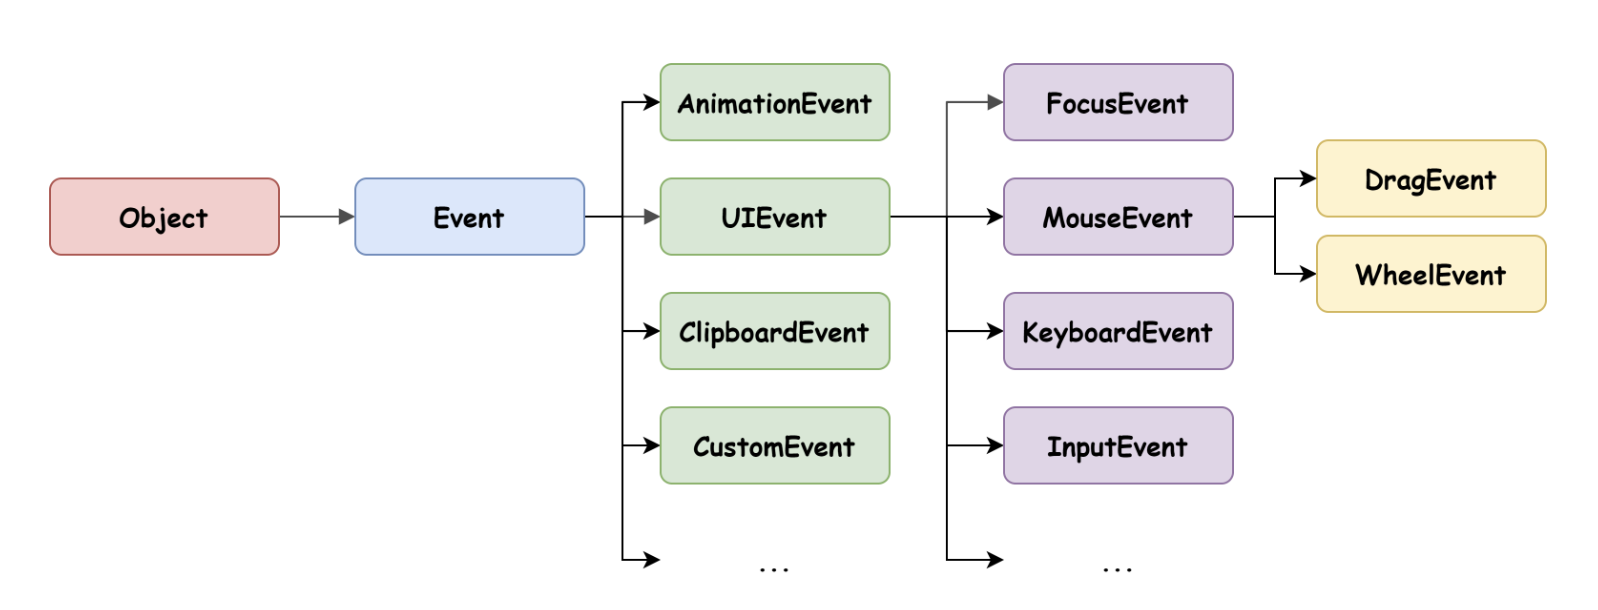 Object
Event
AnimationEvent
UIEvent
ClipboardEvent
CustomEvent
...
FocusEvent
MouseEvent
KeyboardEvent
InputEvent
...
DragEvent
WheelEvent